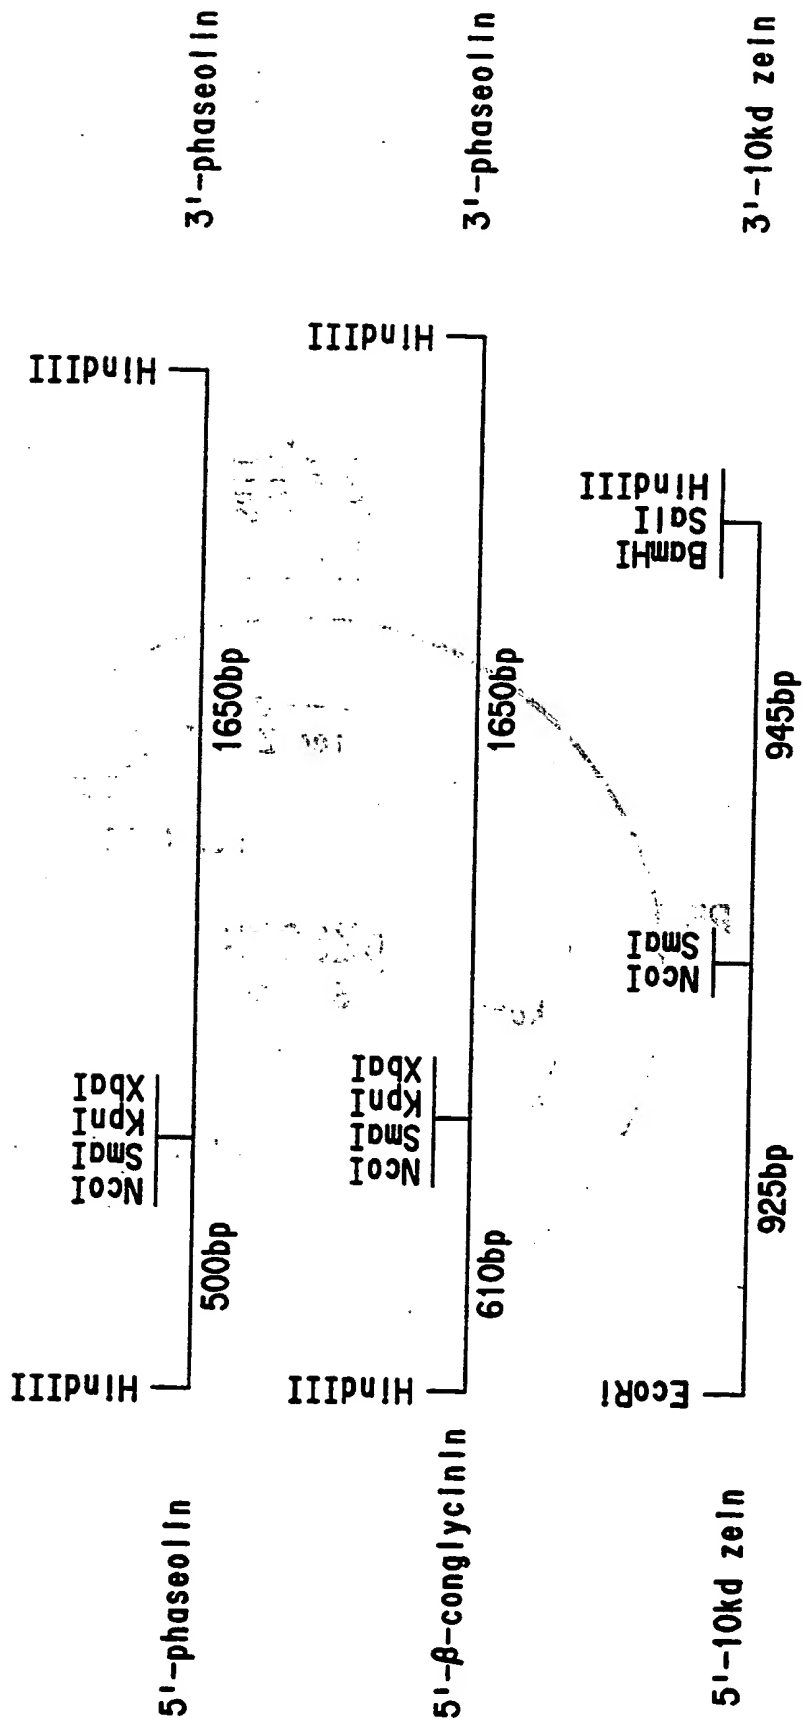 5'-phaseolin
HindIII
500bp
NcoI
SmaI
KpnI
XbaI
1650bp
HindIII
3'-phaseolin
5'-β-conglycinin
HindIII
610bp
NcoI
SmaI
KpnI
XbaI
1650bp
HindIII
3'-phaseolin
5'-10kd zein
EcoRi
925bp
NcoI
SmaI
945bp
BamHI
SalI
HindIII
3'-10kd zein